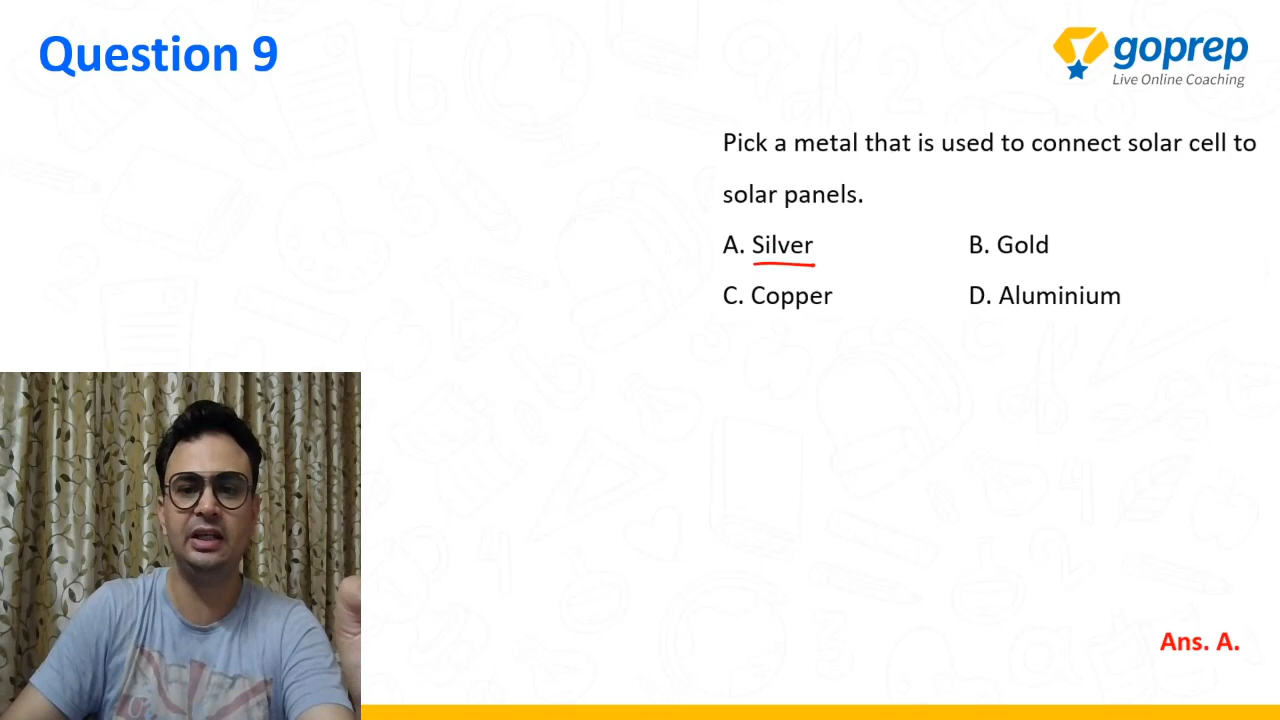 Question 9
goprep
Live Online Coaching
Pick a metal that is used to connect solar cell to
solar panels.
A. Silver B. Gold
C. Copper D. Aluminium
Ans. A.